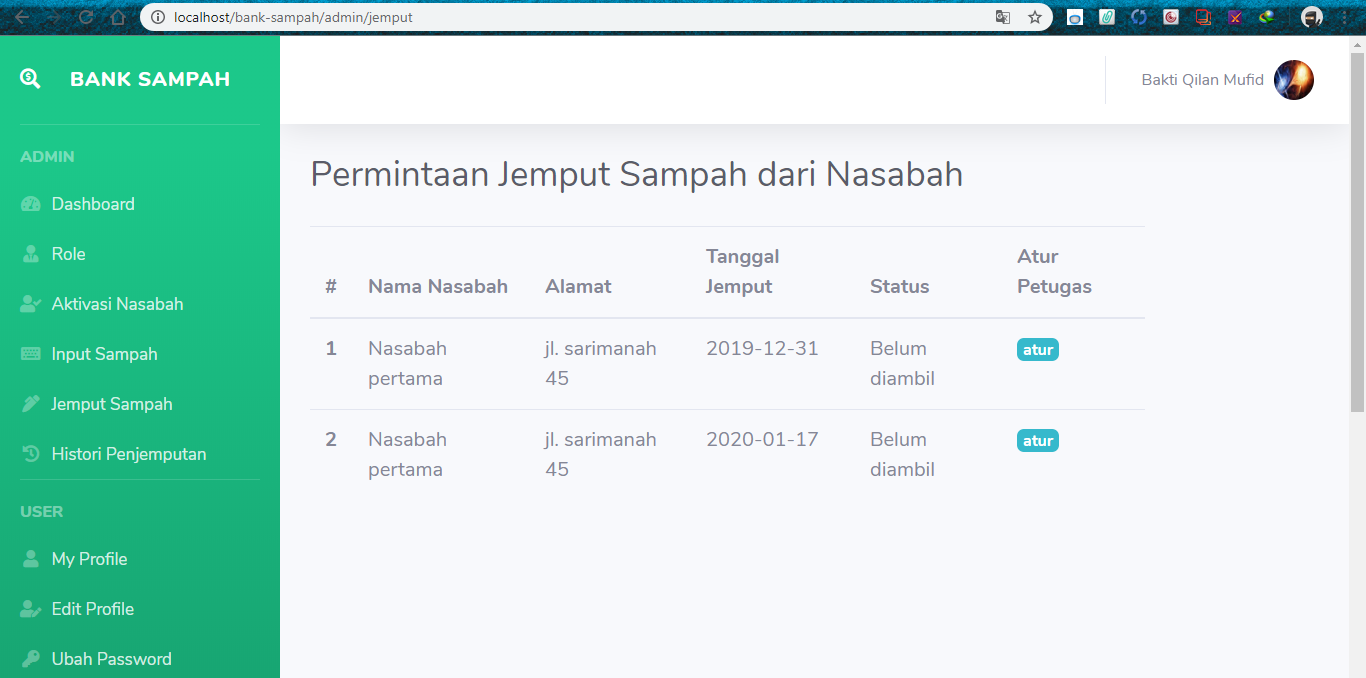 localhost/bank-sampah/admin/jemput
BANK SAMPAH
Bakti Qilan Mufid
ADMIN
Dashboard
Role
Aktivasi Nasabah
Input Sampah
Jemput Sampah
Histori Penjemputan
USER
My Profile
Edit Profile
Ubah Password
Permintaan Jemput Sampah dari Nasabah
# Nama Nasabah Alamat Tanggal Jemput Status Atur Petugas
1 Nasabah pertama jl. sarimanah 45 2019-12-31 Belum diambil atur
2 Nasabah pertama jl. sarimanah 45 2020-01-17 Belum diambil atur